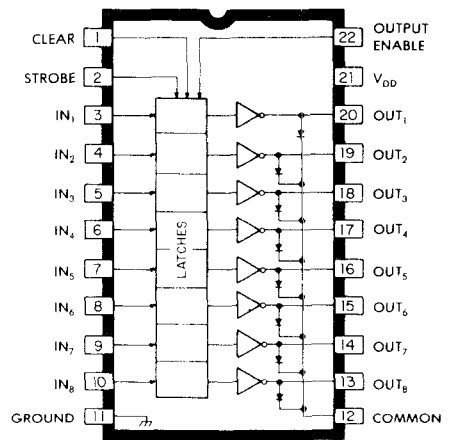 CLEAR 1 22 OUTPUT ENABLE
STROBE 2 21 VDD
IN1 3 20 OUT1
IN2 4 19 OUT2
IN3 5 18 OUT3
IN4 6 17 OUT4
IN5 7 16 OUT5
IN6 8 15 OUT6
IN7 9 14 OUT7
IN8 10 13 OUT8
GROUND 11 12 COMMON
LATCHES